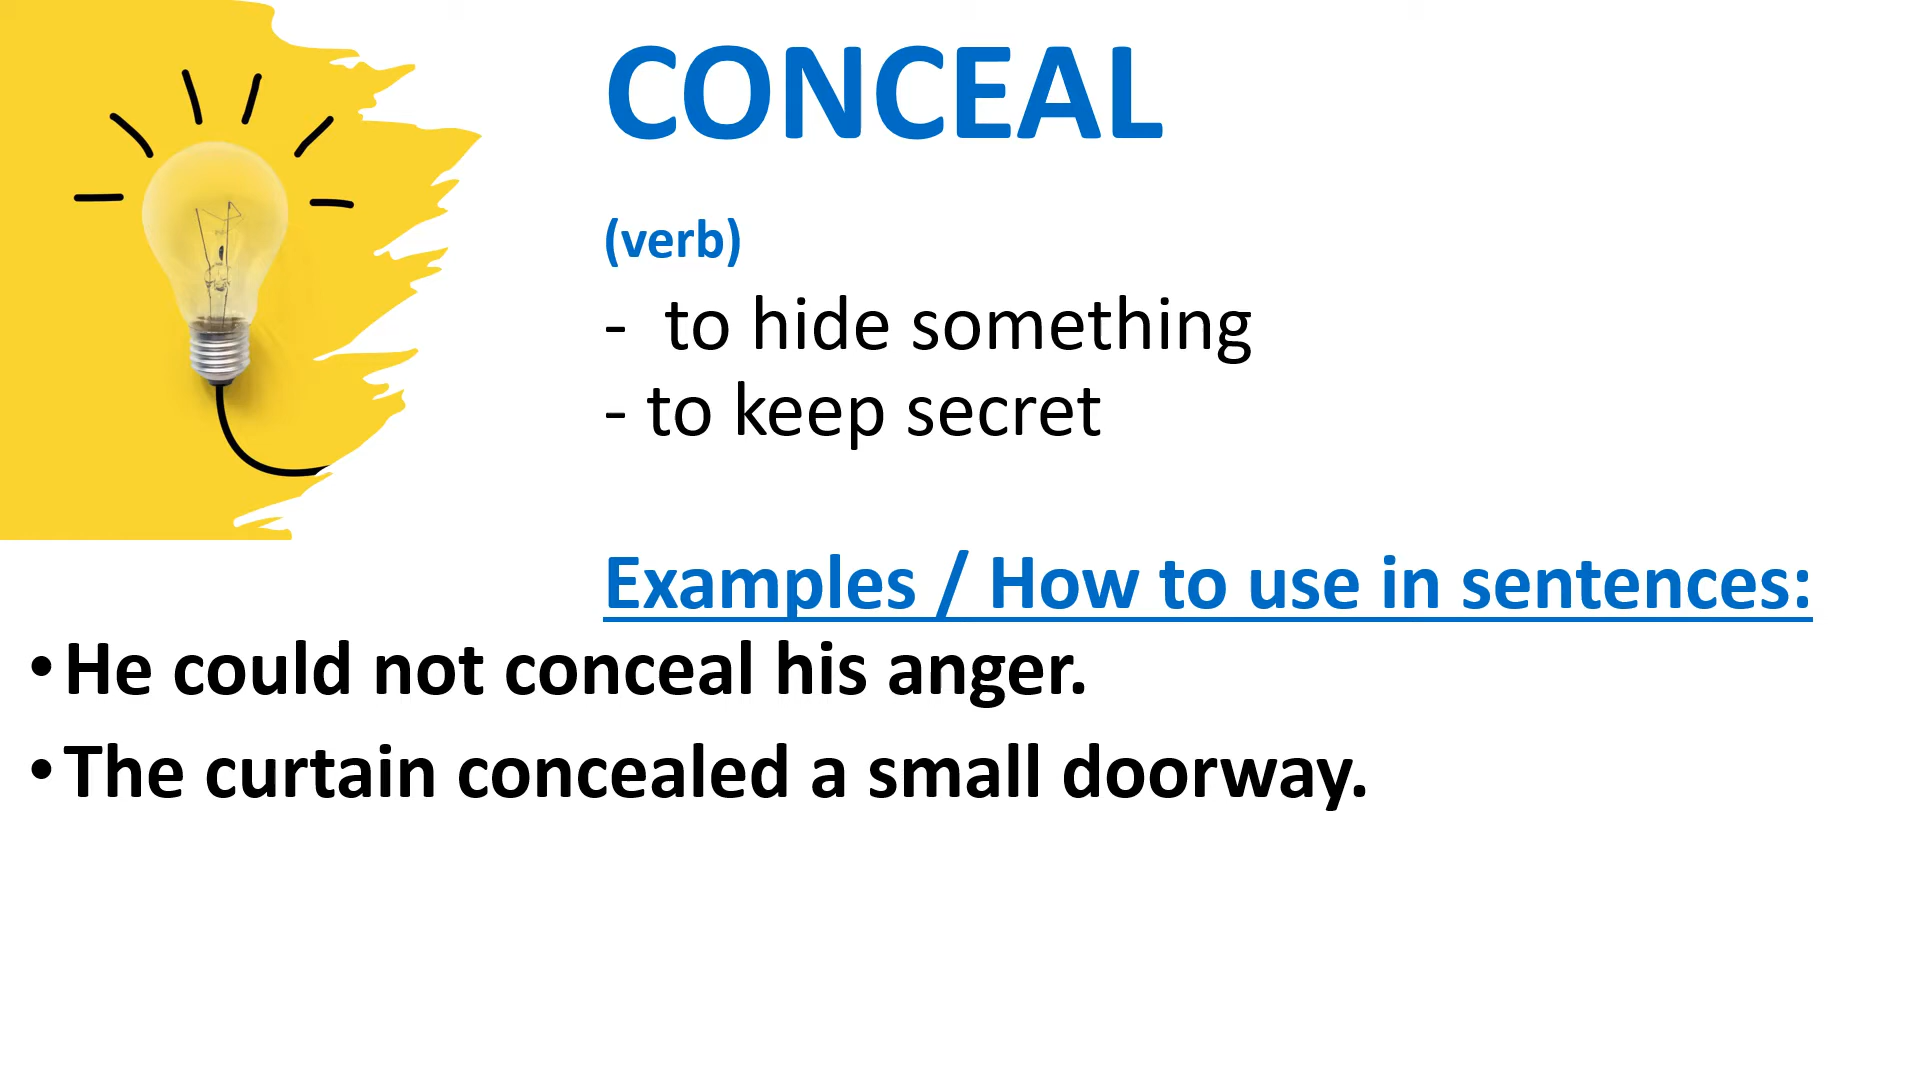 CONCEAL
(verb)
- to hide something
- to keep secret
Examples / How to use in sentences:
•He could not conceal his anger.
•The curtain concealed a small doorway.